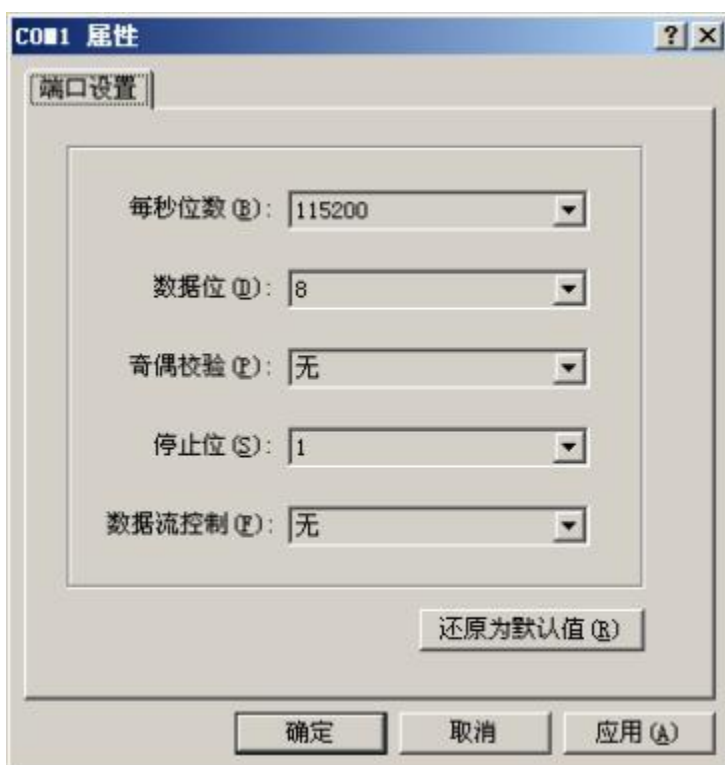 COM1 属性
端口设置
每秒位数(B): 115200
数据位(D): 8
奇偶校验(P): 无
停止位(S): 1
数据流控制(F): 无
还原为默认值(R)
确定 取消 应用(A)